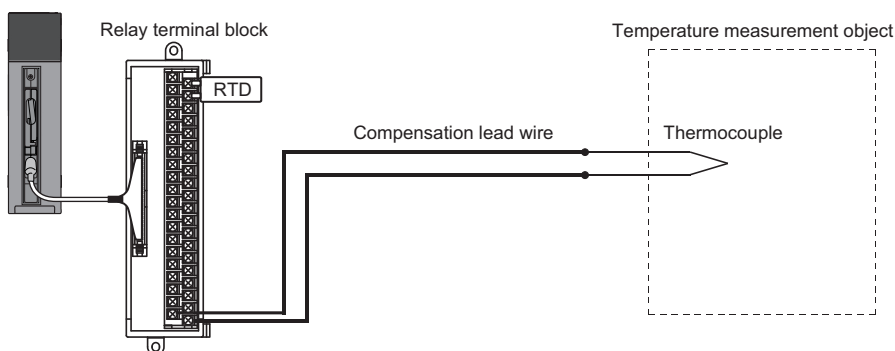 Relay terminal block
Temperature measurement object
RTD
Compensation lead wire
Thermocouple